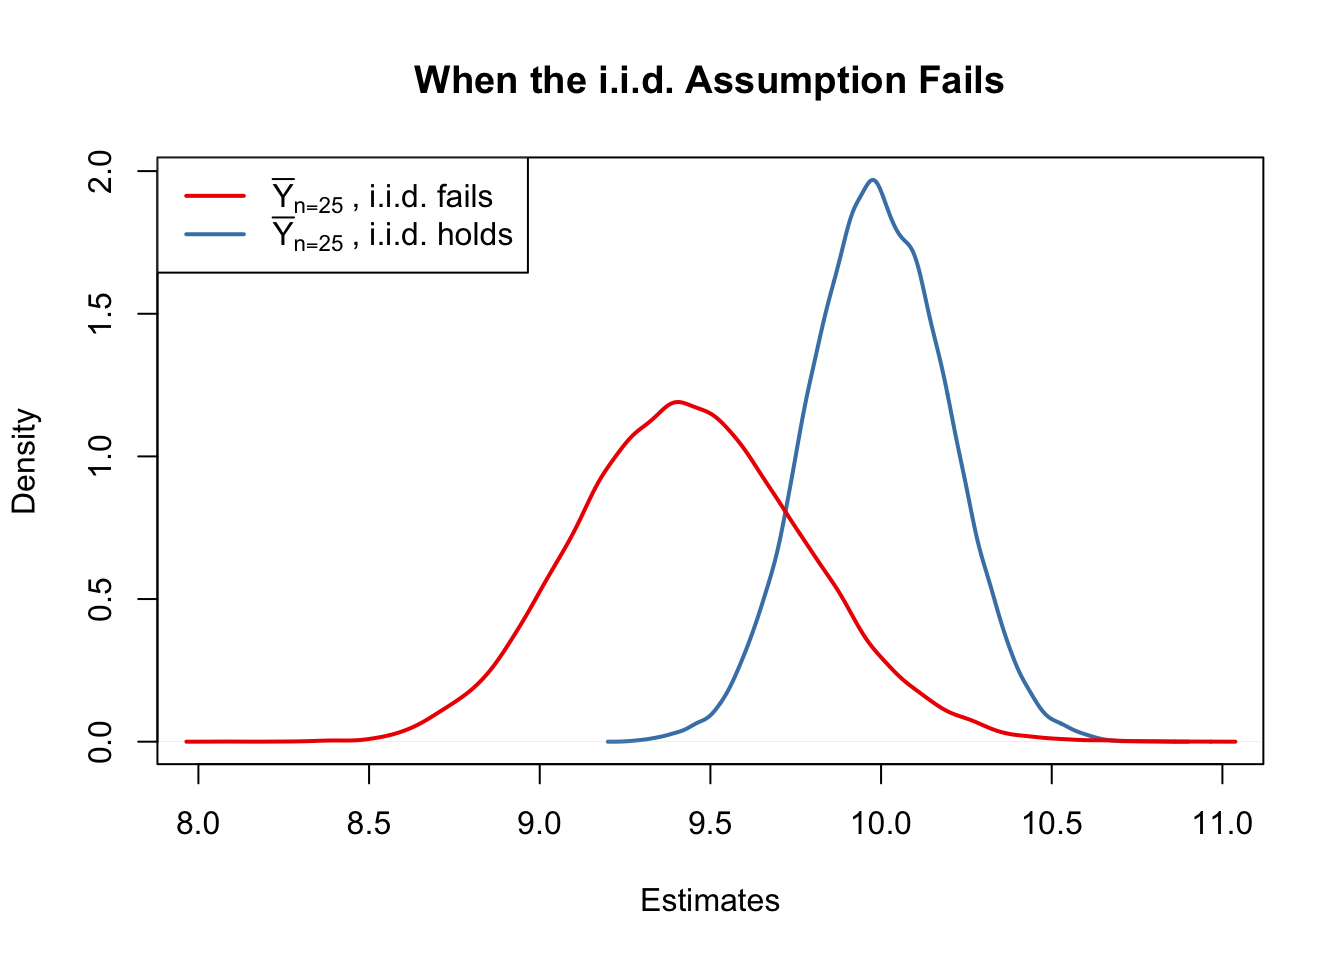 When the i.i.d. Assumption Fails
Y̅n=25 , i.i.d. fails
Y̅n=25 , i.i.d. holds
Density
2.0
1.5
1.0
0.5
0.0
8.0 8.5 9.0 9.5 10.0 10.5 11.0
Estimates